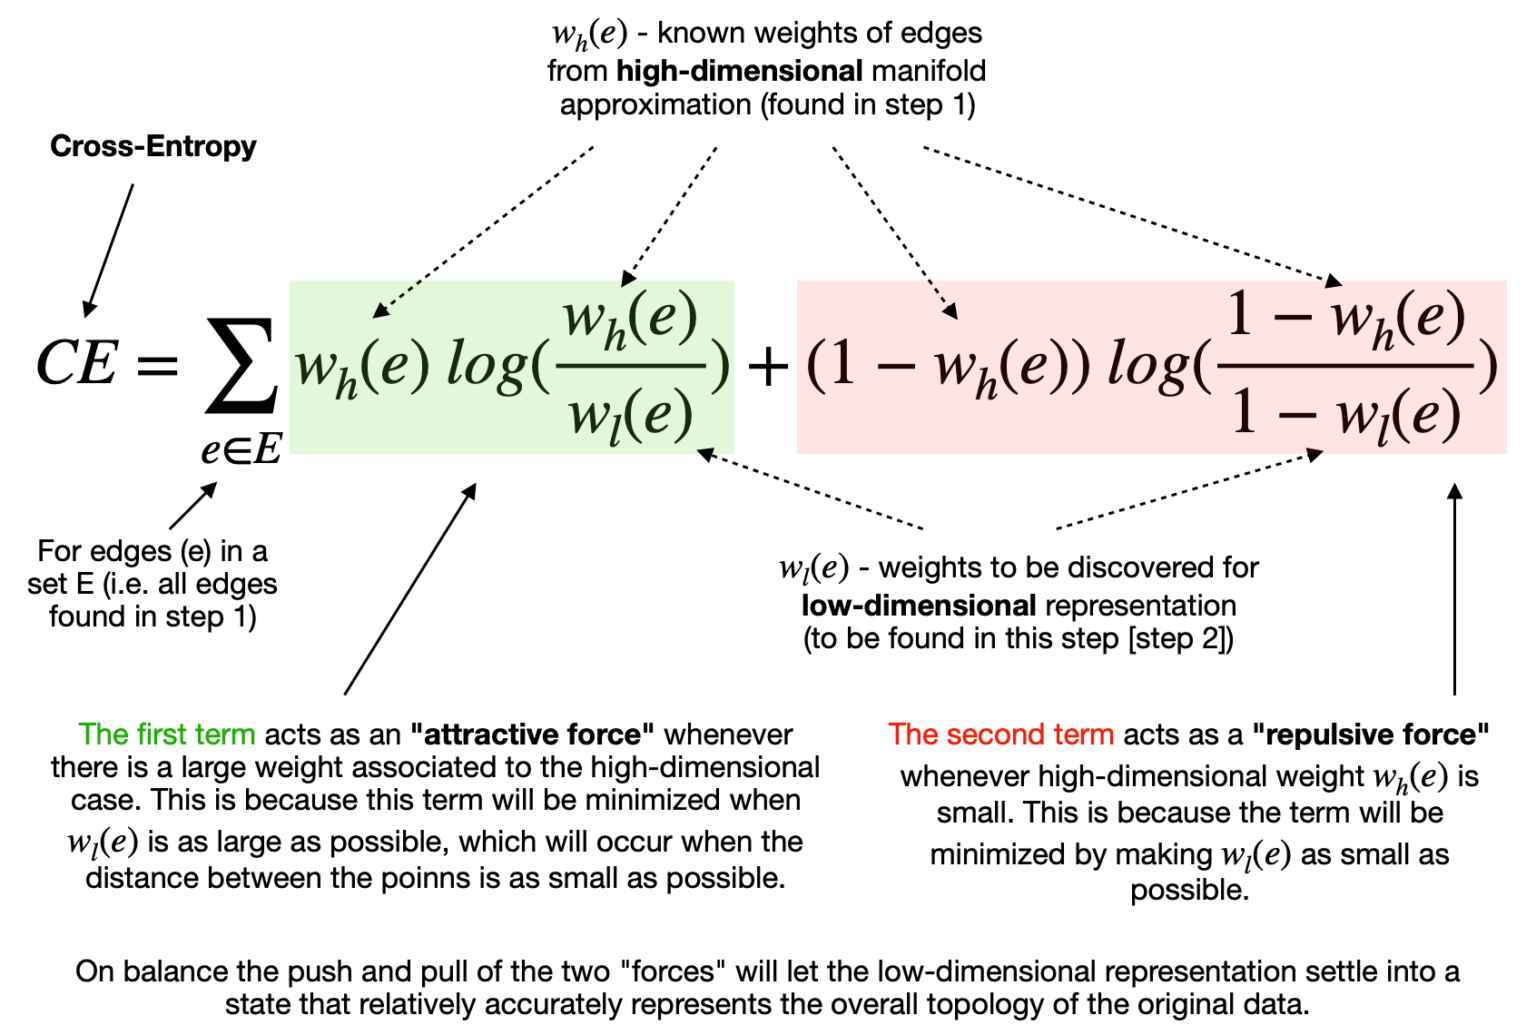 w_h(e) - known weights of edges
from high-dimensional manifold
approximation (found in step 1)
Cross-Entropy
CE = ∑_{e∈E} w_h(e) log(w_h(e)/w_l(e)) + (1 − w_h(e)) log((1 − w_h(e))/(1 − w_l(e)))
For edges (e) in a
set E (i.e. all edges
found in step 1)
w_l(e) - weights to be discovered for
low-dimensional representation
(to be found in this step [step 2])
The first term acts as an "attractive force" whenever
there is a large weight associated to the high-dimensional
case. This is because this term will be minimized when
w_l(e) is as large as possible, which will occur when the
distance between the poinns is as small as possible.
The second term acts as a "repulsive force"
whenever high-dimensional weight w_h(e) is
small. This is because the term will be
minimized by making w_l(e) as small as
possible.
On balance the push and pull of the two "forces" will let the low-dimensional representation settle into a
state that relatively accurately represents the overall topology of the original data.